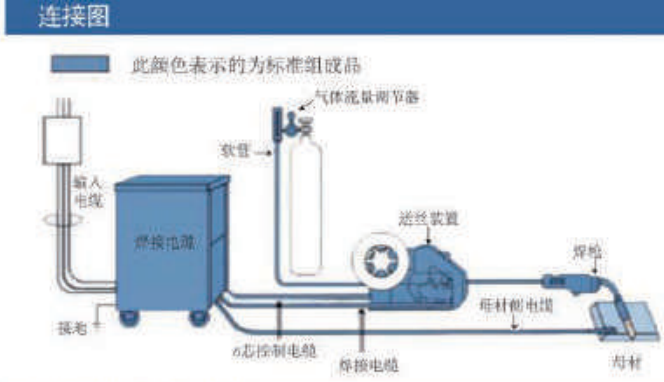 连接图
此颜色表示的为标准组成品
气体流量调节器
软管
输入
电缆
焊接电源
送丝装置
焊枪
母材侧电缆
接地
6芯控制电缆
焊接电缆
母材